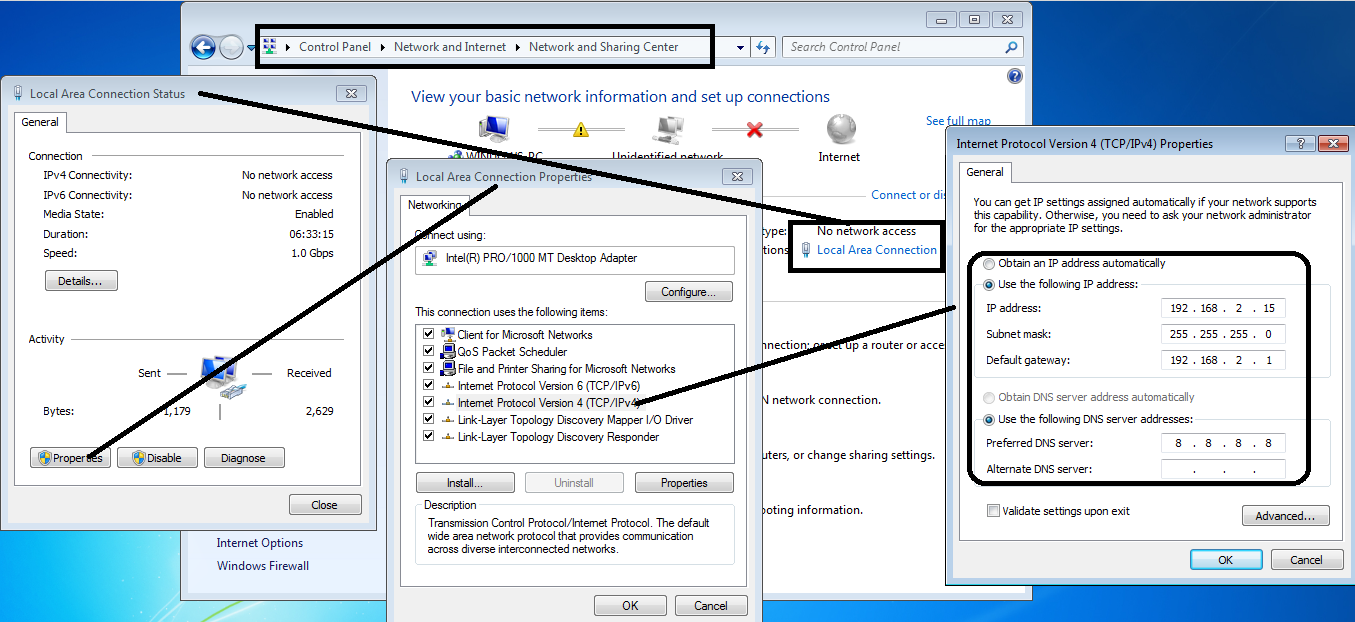 Control Panel Network and Internet Network and Sharing Center
Search Control Panel
View your basic network information and set up connections
See full map
WINDOWS-PC
Unidentified network
Internet
Connect or dis
type:
No network access
tions
Local Area Connection
nnection; or set up a router or acce
N network connection.
uters, or change sharing settings.
ooting information.
Internet Options
Windows Firewall
Local Area Connection Status
General
Connection
IPv4 Connectivity: No network access
IPv6 Connectivity: No network access
Media State: Enabled
Duration: 06:33:15
Speed: 1.0 Gbps
Details...
Activity
Sent Received
Bytes: 1,179 2,629
Properties Disable Diagnose
Close
Local Area Connection Properties
Networking
Connect using:
Intel(R) PRO/1000 MT Desktop Adapter
Configure...
This connection uses the following items:
Client for Microsoft Networks
QoS Packet Scheduler
File and Printer Sharing for Microsoft Networks
Internet Protocol Version 6 (TCP/IPv6)
Internet Protocol Version 4 (TCP/IPv4)
Link-Layer Topology Discovery Mapper I/O Driver
Link-Layer Topology Discovery Responder
Install... Uninstall Properties
Description
Transmission Control Protocol/Internet Protocol. The default
wide area network protocol that provides communication
across diverse interconnected networks.
OK Cancel
Internet Protocol Version 4 (TCP/IPv4) Properties
General
You can get IP settings assigned automatically if your network supports
this capability. Otherwise, you need to ask your network administrator
for the appropriate IP settings.
Obtain an IP address automatically
Use the following IP address:
IP address: 192 . 168 . 2 . 15
Subnet mask: 255 . 255 . 255 . 0
Default gateway: 192 . 168 . 2 . 1
Obtain DNS server address automatically
Use the following DNS server addresses:
Preferred DNS server: 8 . 8 . 8 . 8
Alternate DNS server: . . .
Validate settings upon exit
Advanced...
OK Cancel